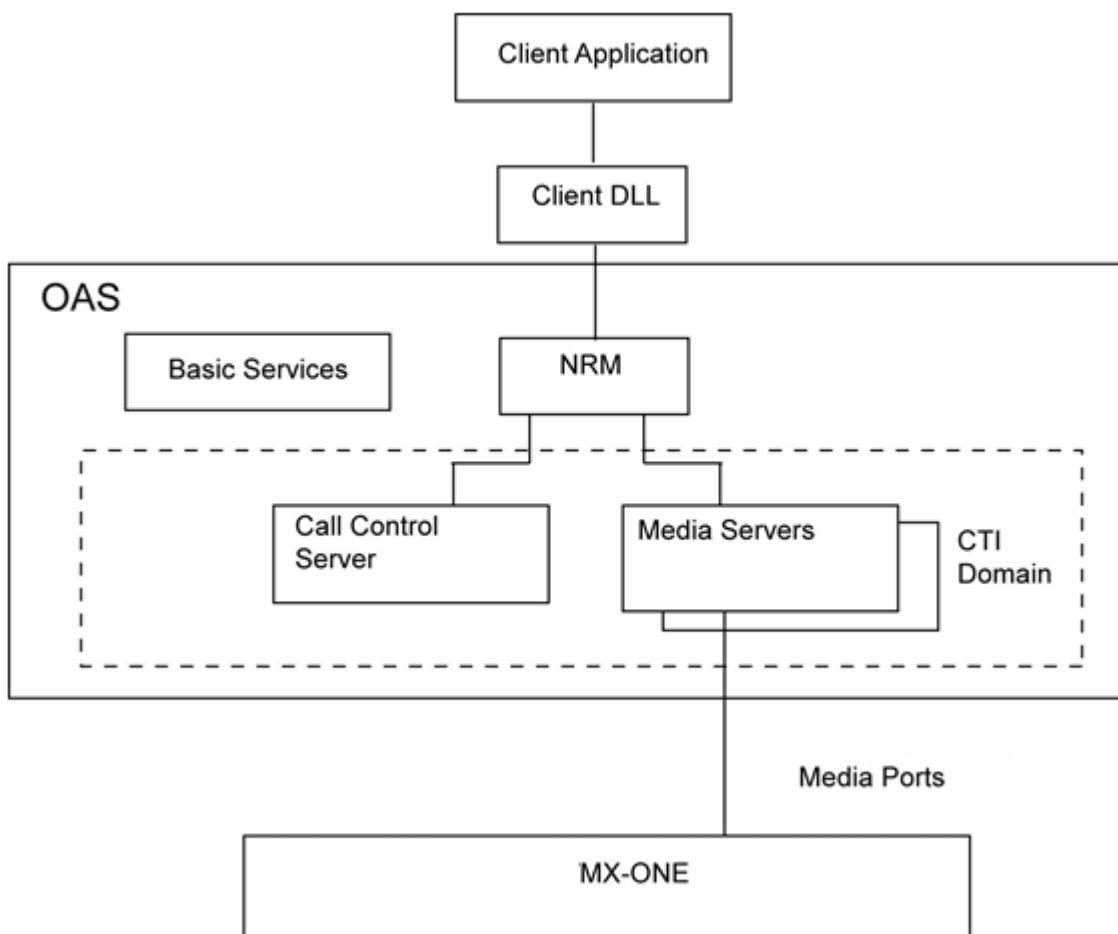 Client Application
Client DLL
OAS
Basic Services
NRM
Call Control
Server
Media Servers
CTI
Domain
Media Ports
MX-ONE